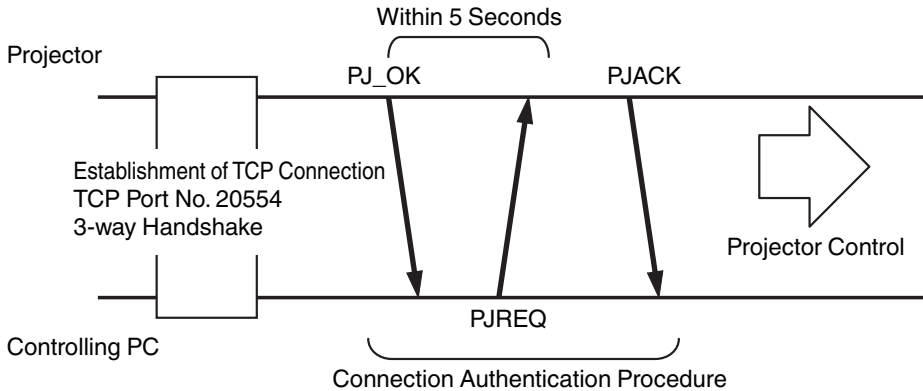 Within 5 Seconds
Projector
PJ_OK
PJACK
Establishment of TCP Connection
TCP Port No. 20554
3-way Handshake
Projector Control
PJREQ
Controlling PC
Connection Authentication Procedure